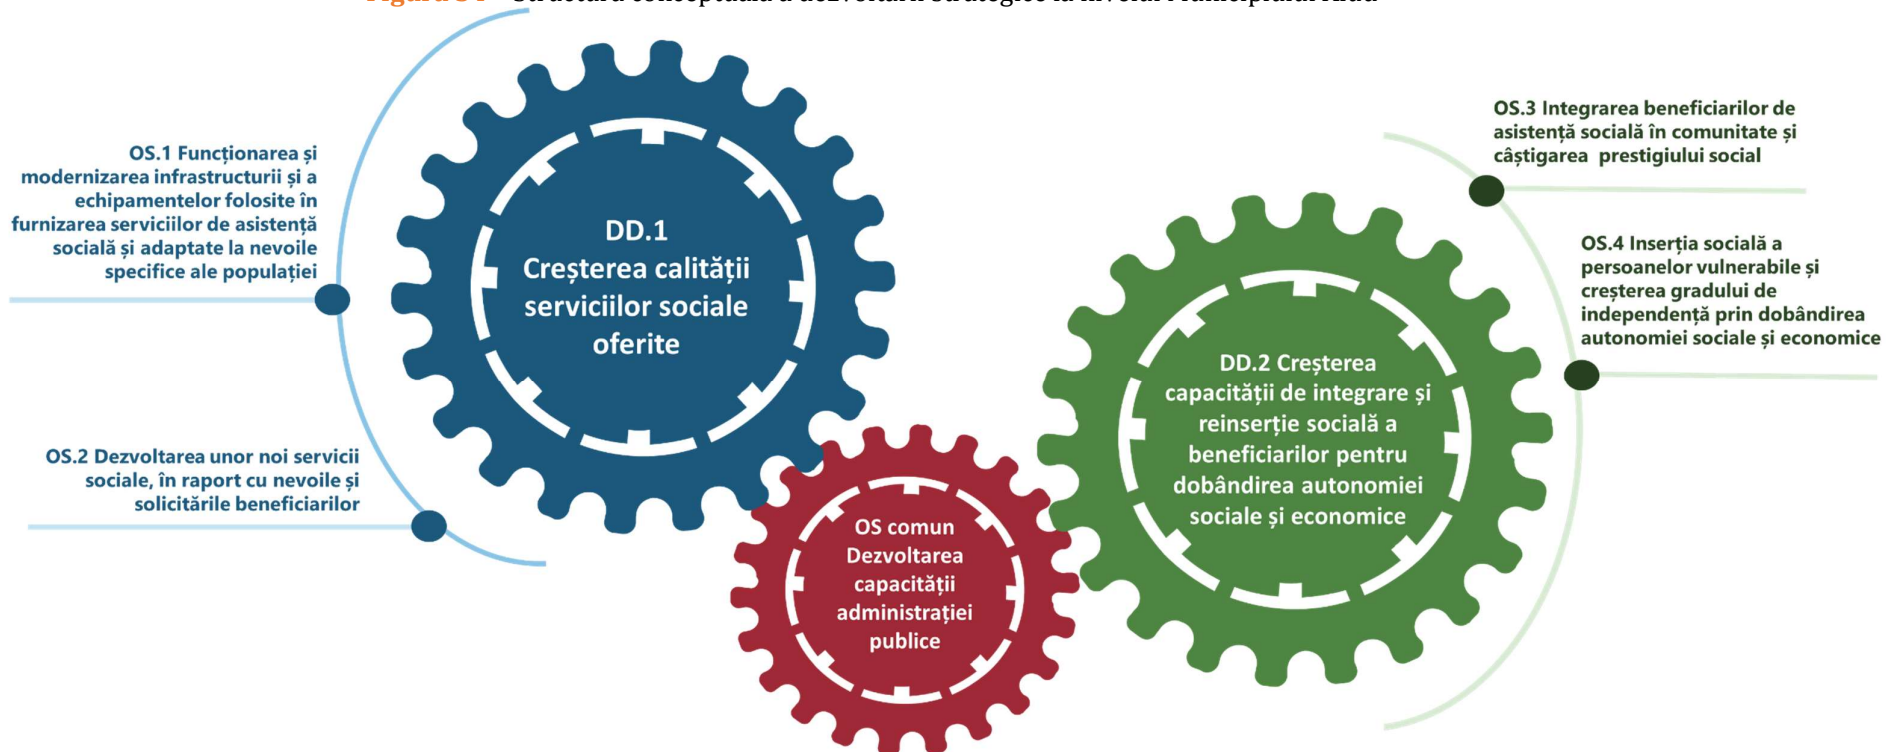 OS.1 Funcționarea și
modernizarea infrastructurii și a
echipamentelor folosite în
furnizarea serviciilor de asistență
socială și adaptate la nevoile
specifice ale populației
OS.2 Dezvoltarea unor noi servicii
sociale, în raport cu nevoile și
solicitările beneficiarilor
DD.1
Creșterea calității
serviciilor sociale
oferite
OS comun
Dezvoltarea
capacității
administrației
publice
DD.2 Creșterea
capacității de integrare și
reinserție socială a
beneficiarilor pentru
dobândirea autonomiei
sociale și economice
OS.3 Integrarea beneficiarilor de
asistență socială în comunitate și
câștigarea prestigiului social
OS.4 Inserția socială a
persoanelor vulnerabile și
creșterea gradului de
independență prin dobândirea
autonomiei sociale și economice